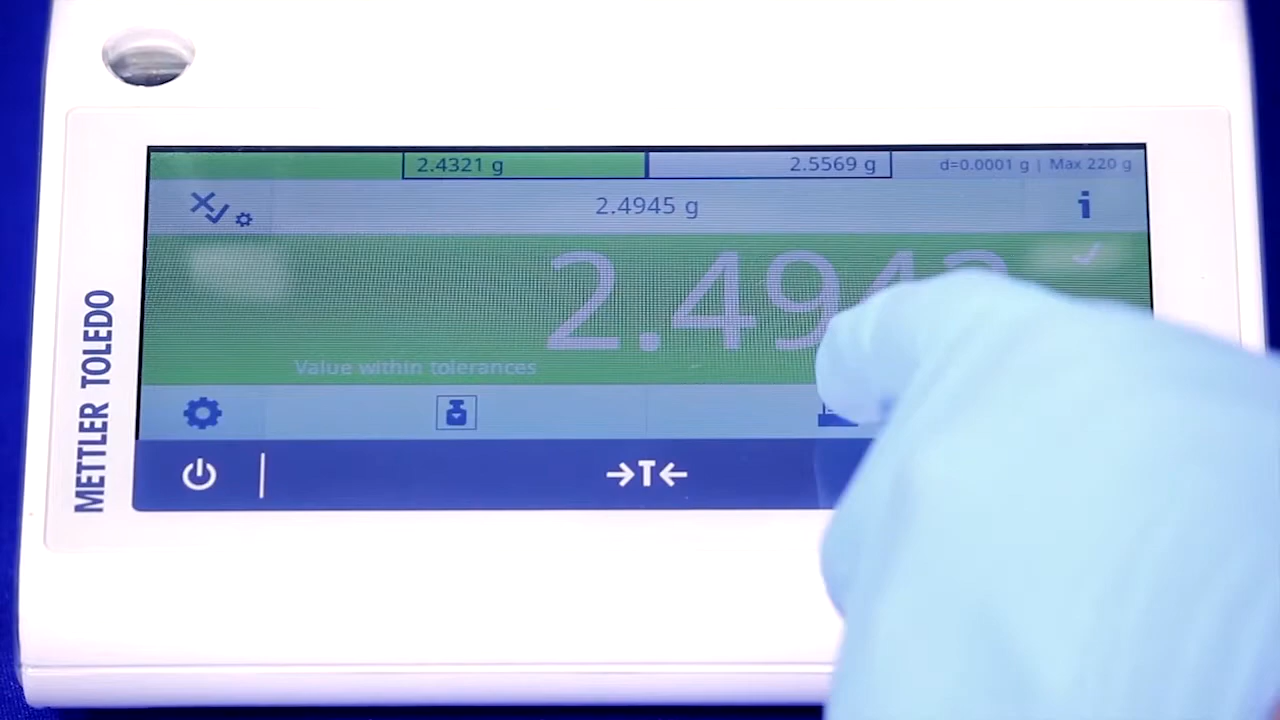 2.4321 g
2.5569 g
d=0.0001 g | Max 220 g
2.4945 g
Value within tolerances
→T←
METTLER TOLEDO